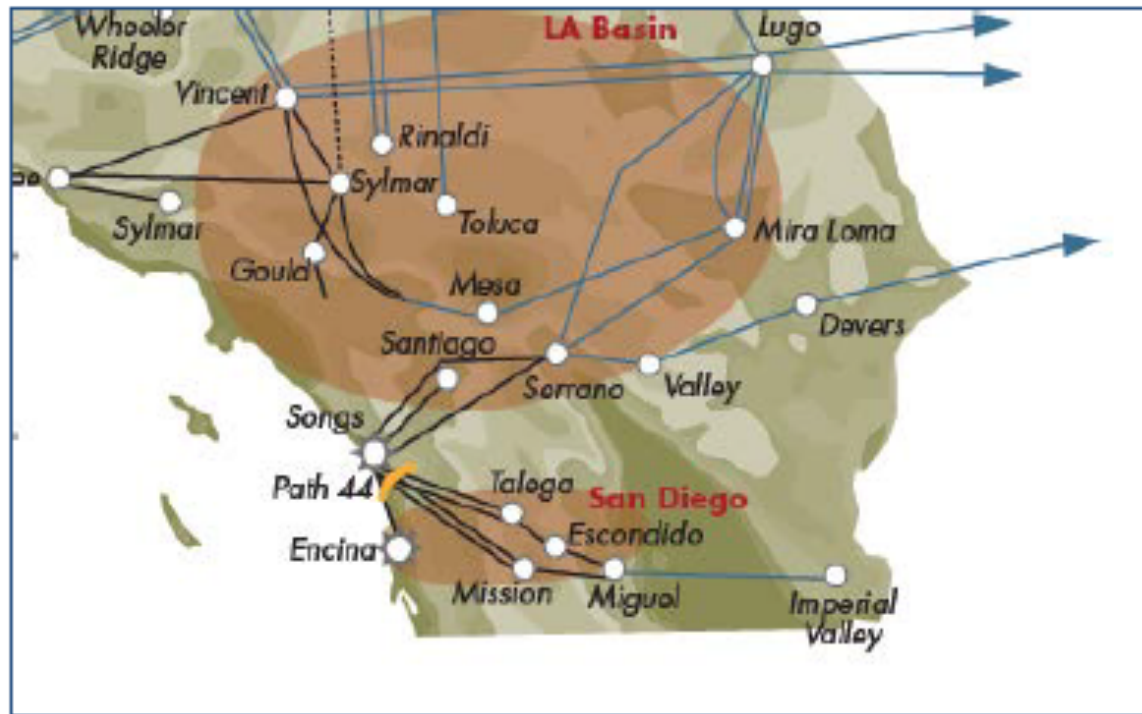 Wheeler
Ridge
LA Basin
Lugo
Vincent
Rinaldi
Sylmar
Sylmar
Toluca
Mira Loma
Gould
Mesa
Devers
Santiago
Serrano
Valley
Songs
Path 44
Talega
San Diego
Encina
Escondido
Mission
Miguel
Imperial
Valley